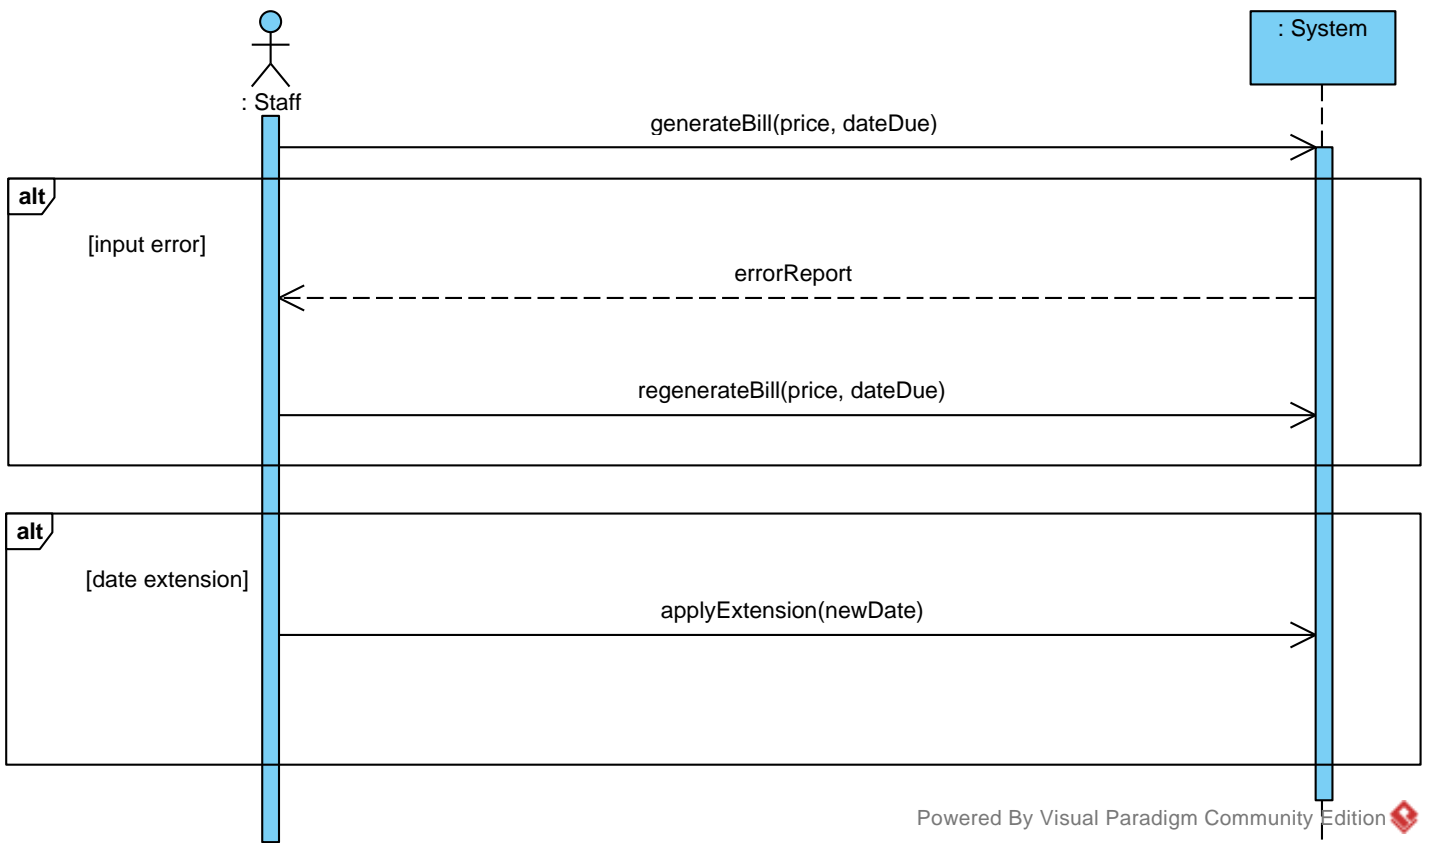 : System
: Staff
generateBill(price, dateDue)
alt
[input error]
errorReport
regenerateBill(price, dateDue)
alt
[date extension]
applyExtension(newDate)
Powered By Visual Paradigm Community Edition